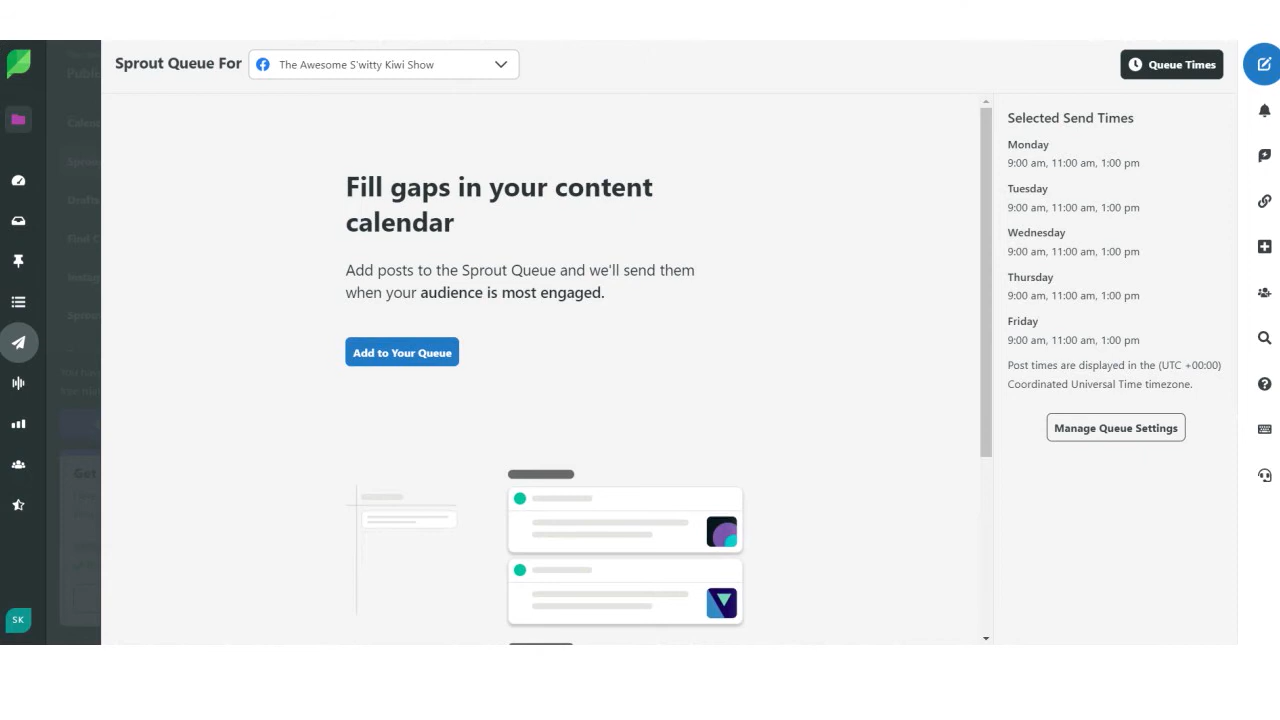 Sprout Queue For
The Awesome S'witty Kiwi Show
Queue Times
Fill gaps in your content
calendar
Add posts to the Sprout Queue and we'll send them
when your audience is most engaged.
Add to Your Queue
Selected Send Times
Monday
9:00 am, 11:00 am, 1:00 pm
Tuesday
9:00 am, 11:00 am, 1:00 pm
Wednesday
9:00 am, 11:00 am, 1:00 pm
Thursday
9:00 am, 11:00 am, 1:00 pm
Friday
9:00 am, 11:00 am, 1:00 pm
Post times are displayed in the (UTC +00:00)
Coordinated Universal Time timezone.
Manage Queue Settings
Drafts
Get
SK